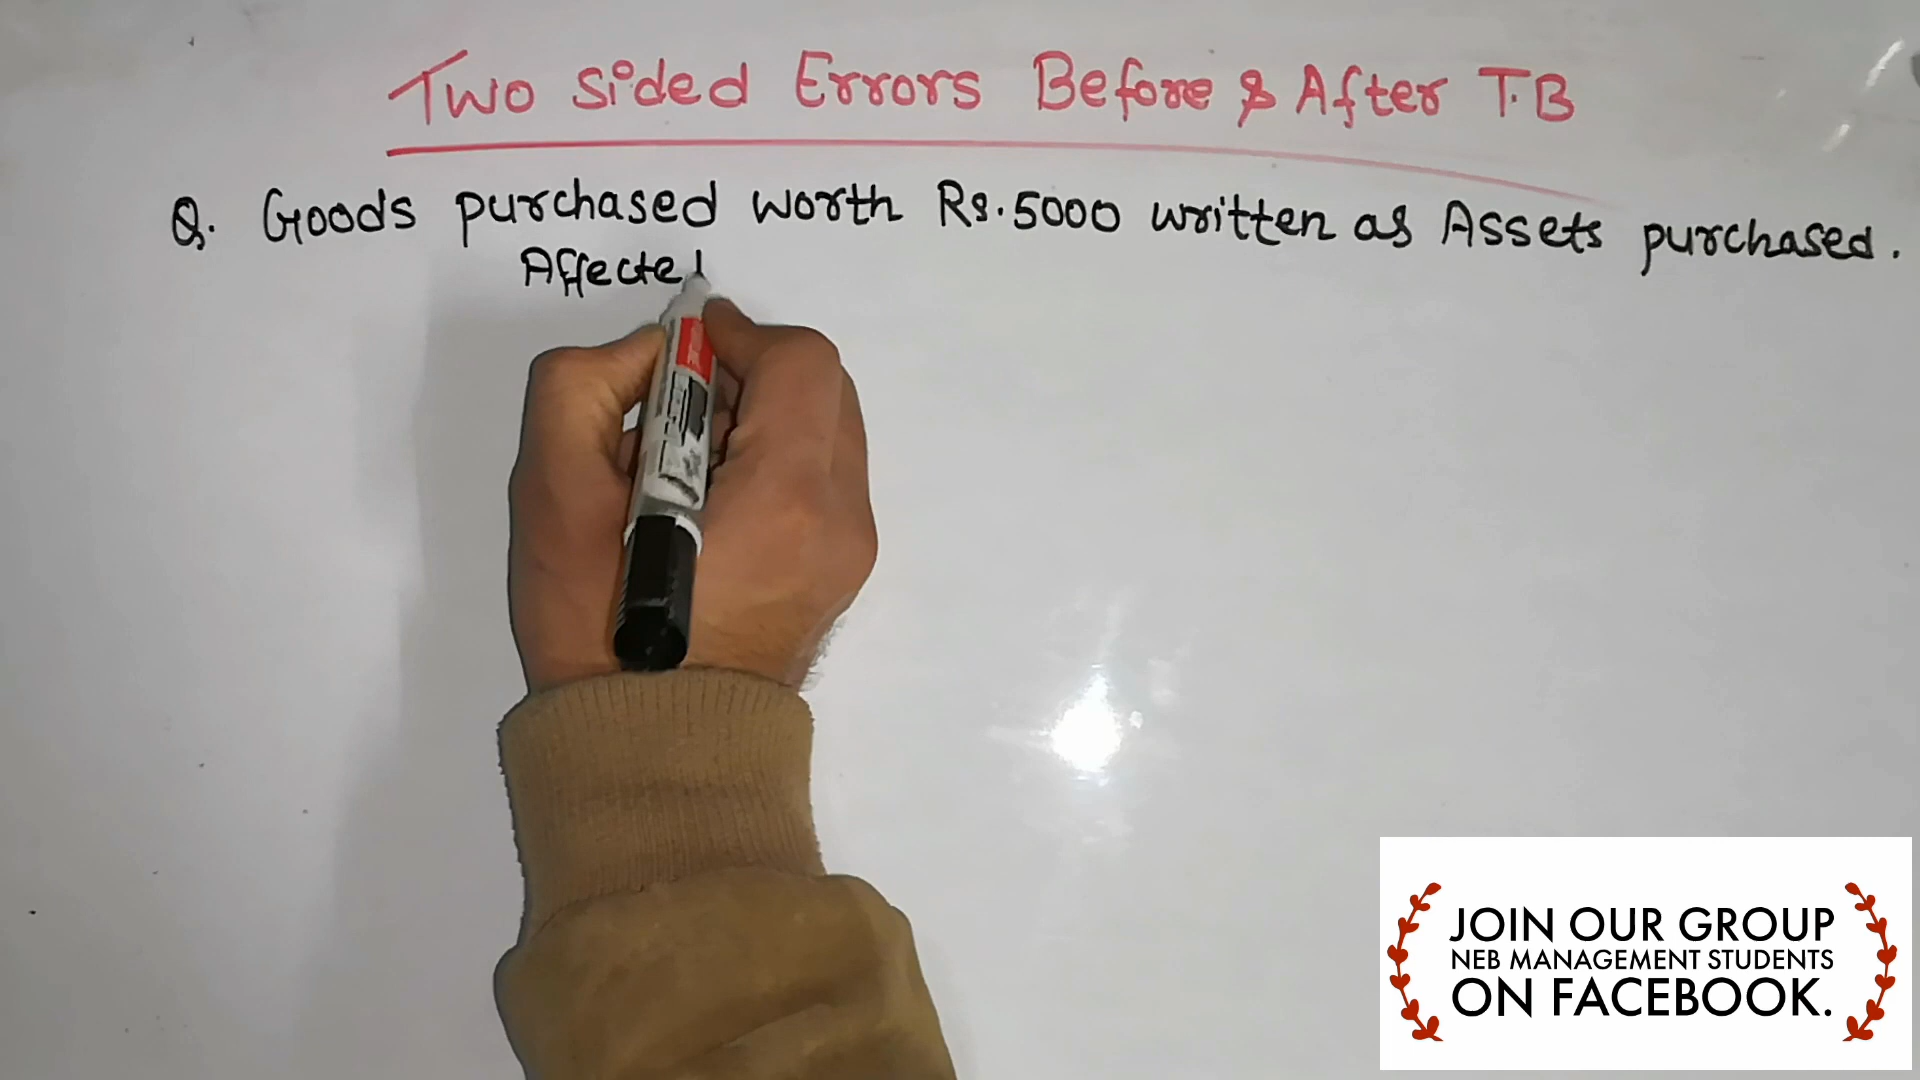 Two Sided Errors Before & After T.B
Q. Goods purchased worth Rs.5000 written as Assets purchased.
Affected
JOIN OUR GROUP
NEB MANAGEMENT STUDENTS
ON FACEBOOK.